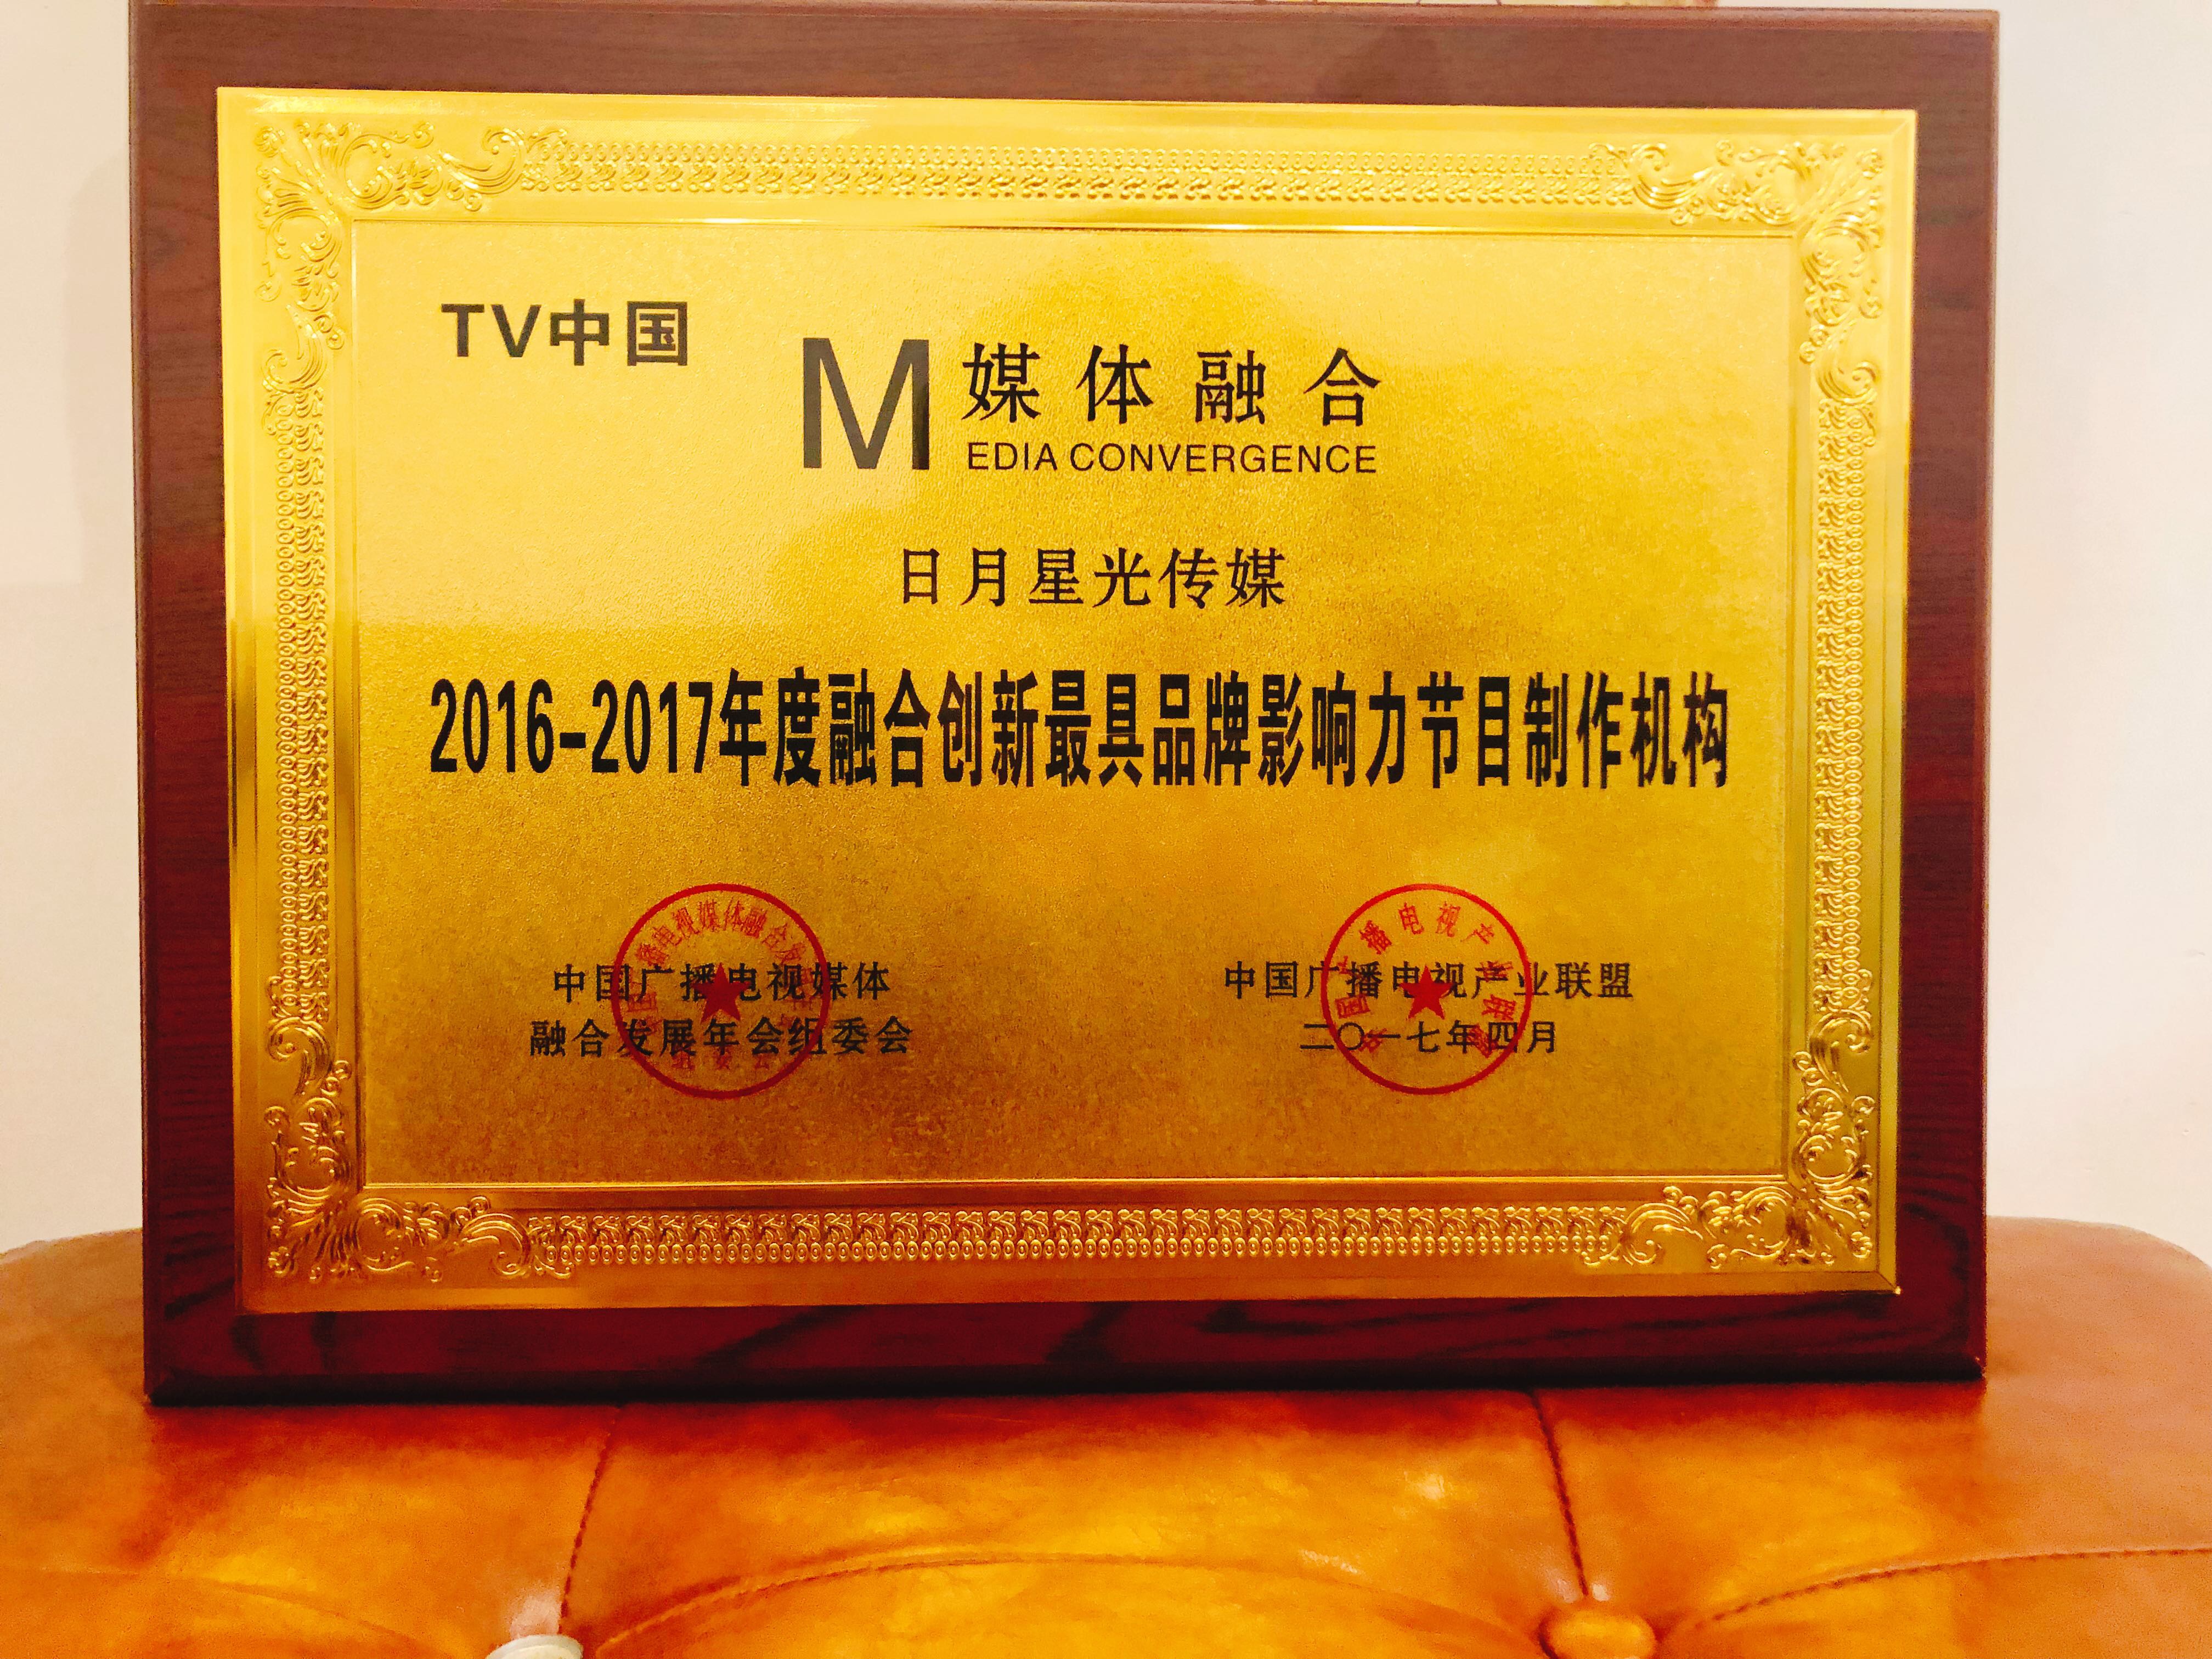 TV中国
M 媒体融合
EDIA CONVERGENCE
日月星光传媒
2016-2017年度融合创新最具品牌影响力节目制作机构
中国广播电视媒体
融合发展年会组委会
中国广播电视产业联盟
二〇一七年四月